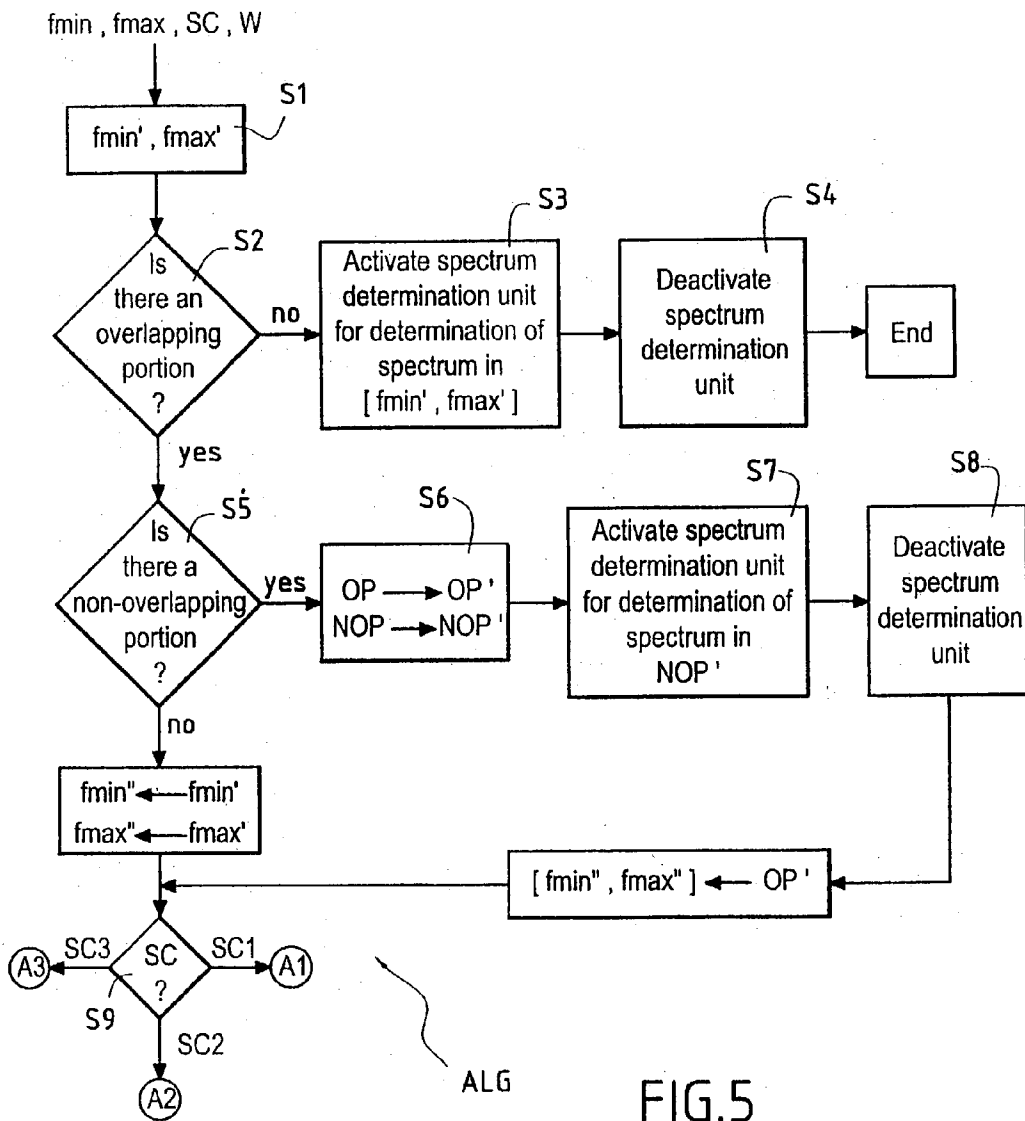 fmin , fmax , SC , W
S1
fmin' , fmax'
S2
Is
there an
overlapping
portion
?
no
S3
Activate spectrum
determination unit
for determination of
spectrum in
[ fmin' , fmax' ]
S4
Deactivate
spectrum
determination
unit
End
yes
S5
Is
there a
non-overlapping
portion
?
yes
S6
OP → OP '
NOP → NOP '
S7
Activate spectrum
determination unit
for determination of
spectrum in
NOP '
S8
Deactivate
spectrum
determination
unit
no
fmin" ← fmin'
fmax" ← fmax'
[ fmin" , fmax" ] ← OP '
SC
?
S9
SC3
A3
SC1
A1
SC2
A2
ALG
FIG.5